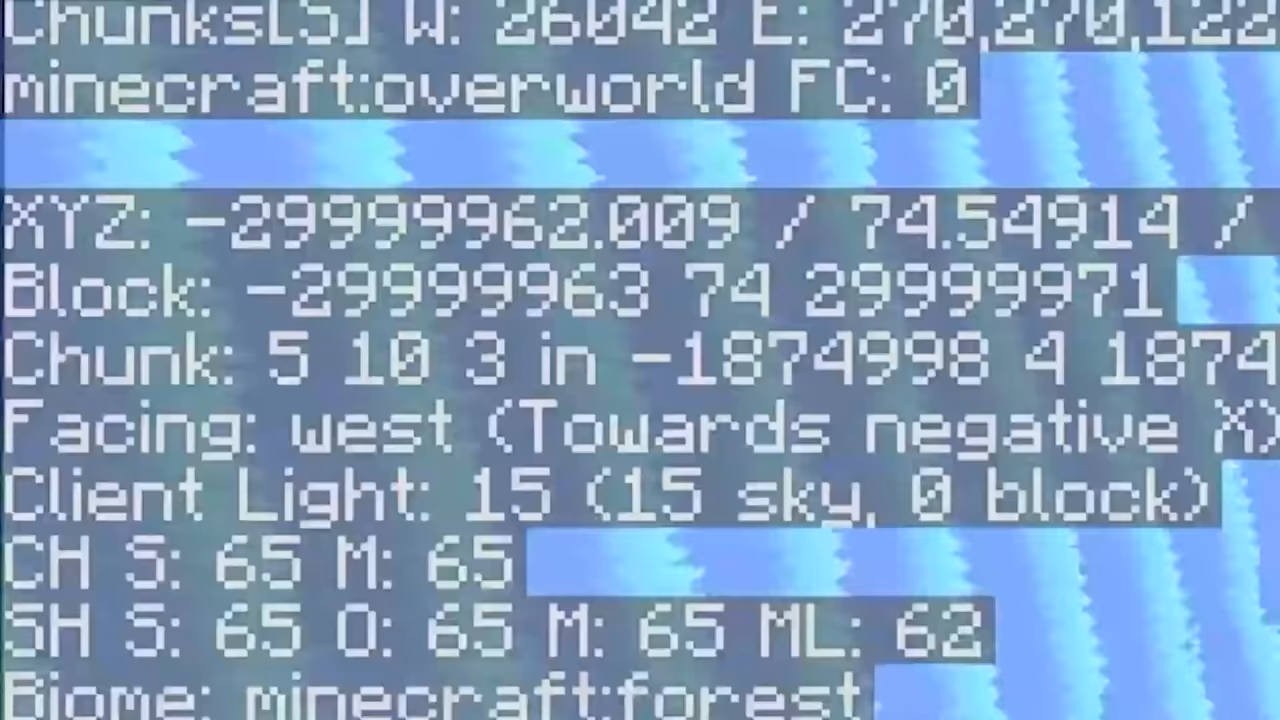 Chunks[S] W: 26042 E: 270,270,122
minecraft:overworld FC: 0
XYZ: -29999962.009 / 74.54914 /
Block: -29999963 74 29999971
Chunk: 5 10 3 in -1874998 4 1874
Facing: west (Towards negative X)
Client Light: 15 (15 sky, 0 block)
CH S: 65 M: 65
SH S: 65 O: 65 M: 65 ML: 62
Biome: minecraft:forest